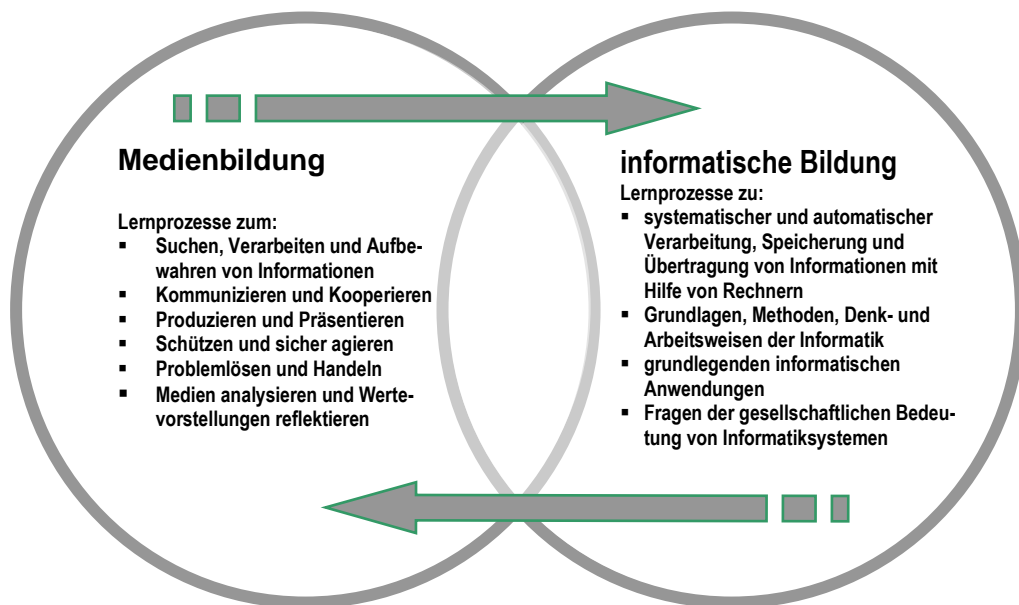 Medienbildung
Lernprozesse zum:
▪ Suchen, Verarbeiten und Aufbe-
wahren von Informationen
▪ Kommunizieren und Kooperieren
▪ Produzieren und Präsentieren
▪ Schützen und sicher agieren
▪ Problemlösen und Handeln
▪ Medien analysieren und Werte-
vorstellungen reflektieren
informatische Bildung
Lernprozesse zu:
▪ systematischer und automatischer
Verarbeitung, Speicherung und
Übertragung von Informationen mit
Hilfe von Rechnern
▪ Grundlagen, Methoden, Denk- und
Arbeitsweisen der Informatik
▪ grundlegenden informatischen
Anwendungen
▪ Fragen der gesellschaftlichen Bedeu-
tung von Informatiksystemen